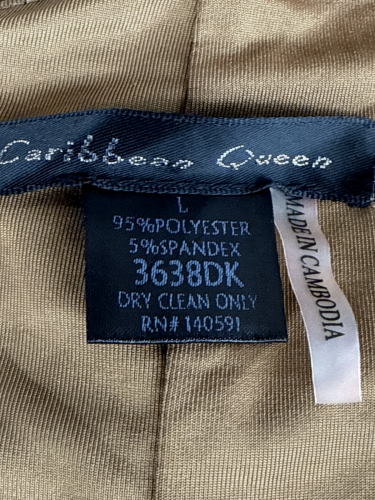 Caribbean Queen
L
95%POLYESTER
5%SPANDEX
3638DK
DRY CLEAN ONLY
RN# 140591
MADE IN CAMBODIA